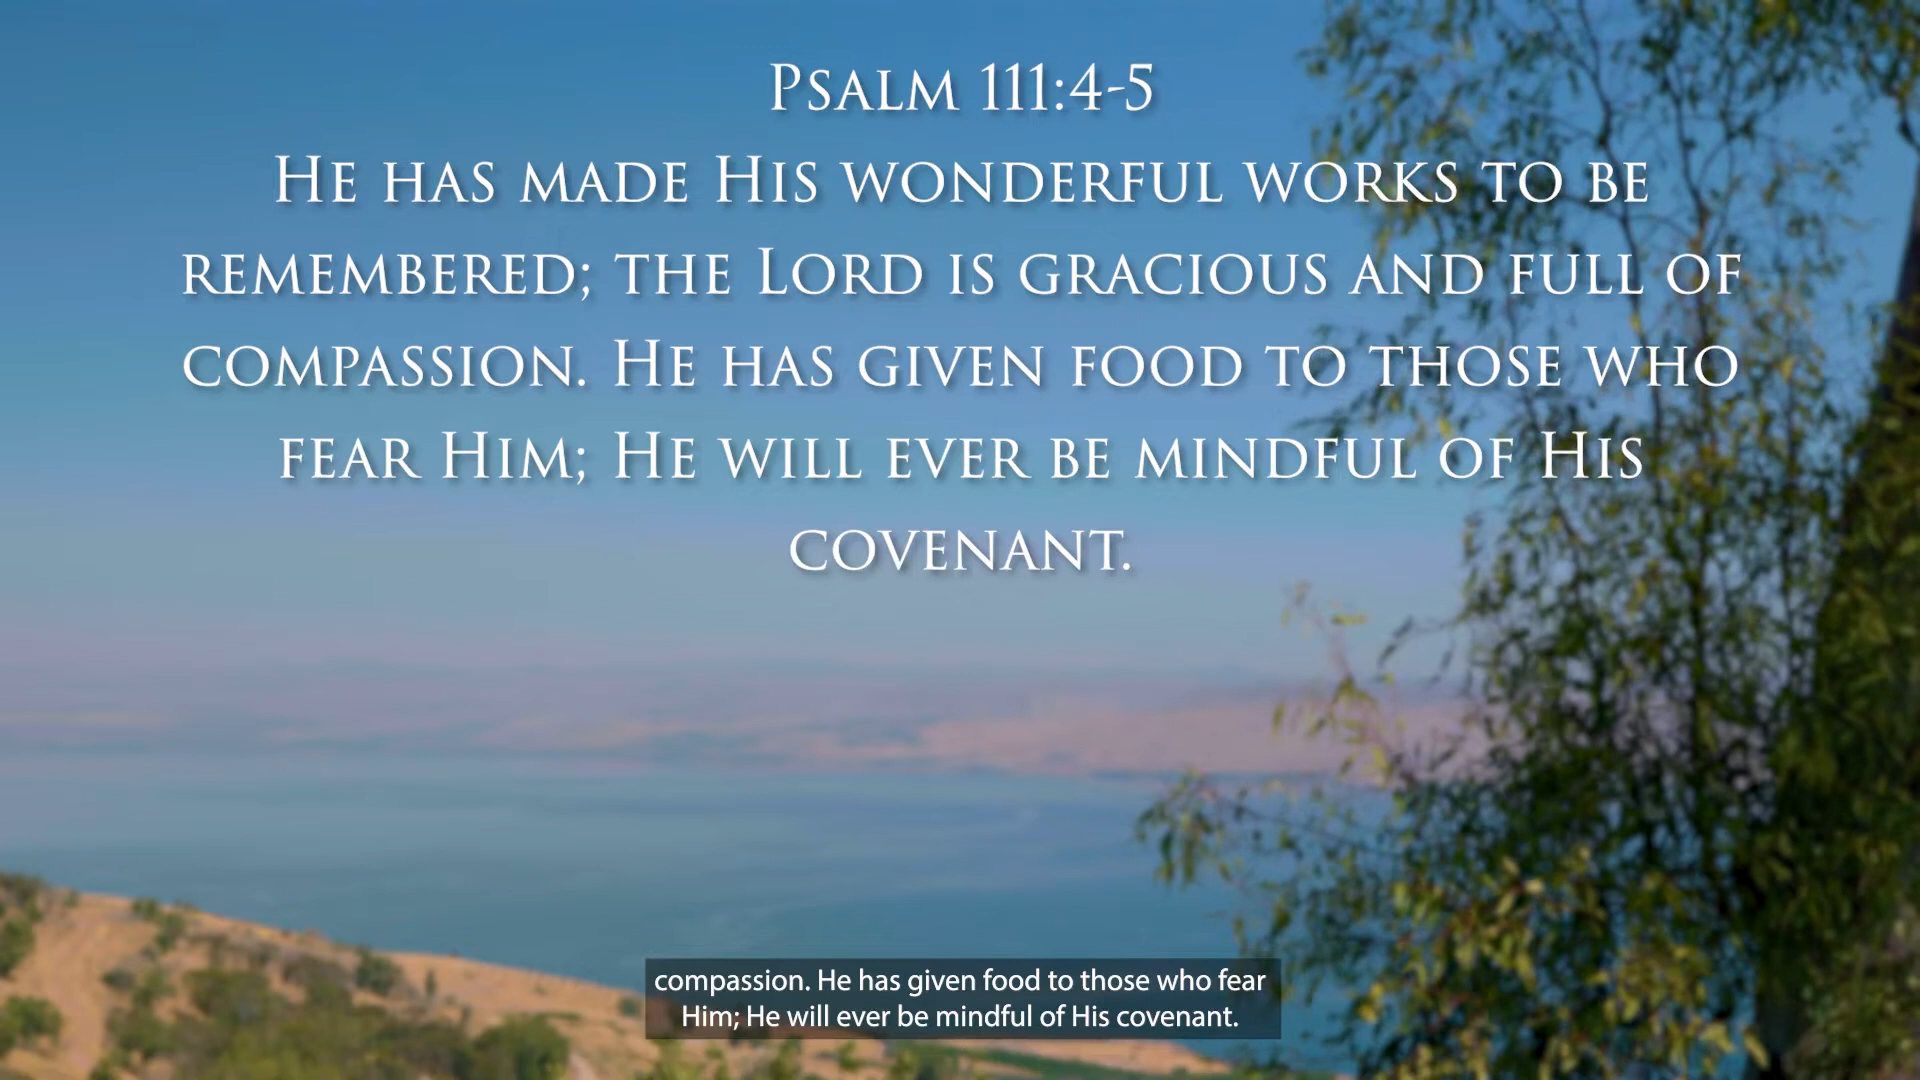 Psalm 111:4-5
He has made His wonderful works to be
remembered; the Lord is gracious and full of
compassion. He has given food to those who
fear Him; He will ever be mindful of His
covenant.
compassion. He has given food to those who fear
Him; He will ever be mindful of His covenant.